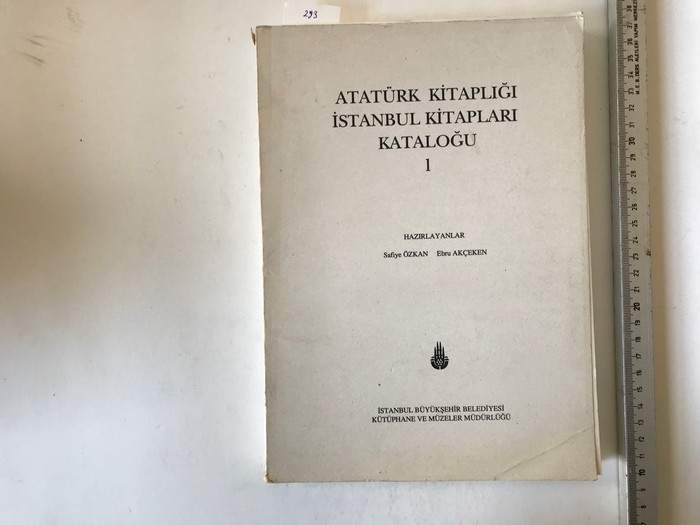 293
ATATÜRK KİTAPLIĞI
İSTANBUL KİTAPLARI
KATALOĞU
1
HAZIRLAYANLAR
Safiye ÖZKAN Ebru AKÇEKEN
İSTANBUL BÜYÜKŞEHİR BELEDİYESİ
KÜTÜPHANE VE MÜZELER MÜDÜRLÜĞÜ